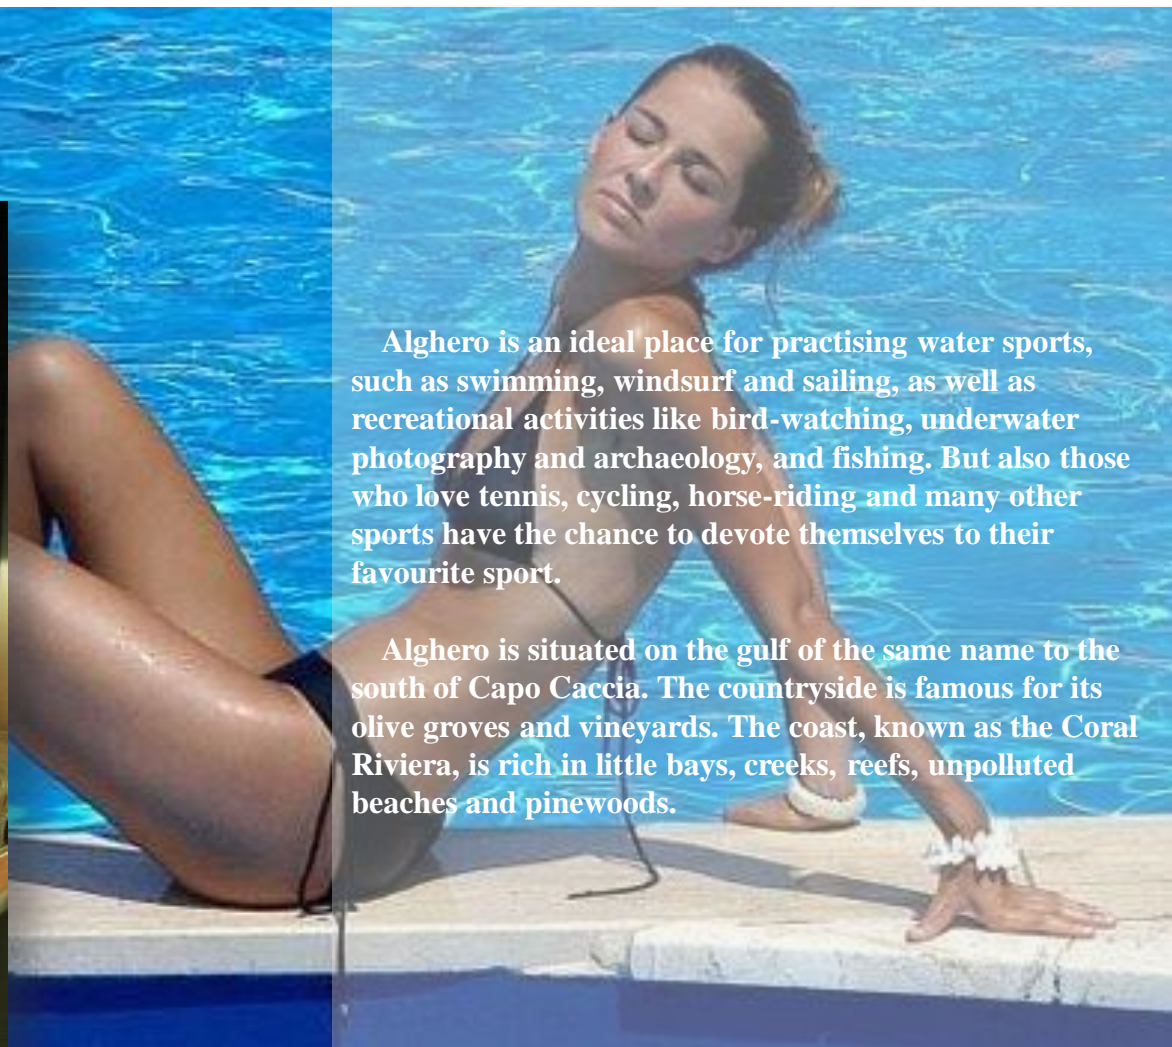 Alghero is an ideal place for practising water sports,
such as swimming, windsurf and sailing, as well as
recreational activities like bird-watching, underwater
photography and archaeology, and fishing. But also those
who love tennis, cycling, horse-riding and many other
sports have the chance to devote themselves to their
favourite sport.
Alghero is situated on the gulf of the same name to the
south of Capo Caccia. The countryside is famous for its
olive groves and vineyards. The coast, known as the Coral
Riviera, is rich in little bays, creeks, reefs, unpolluted
beaches and pinewoods.